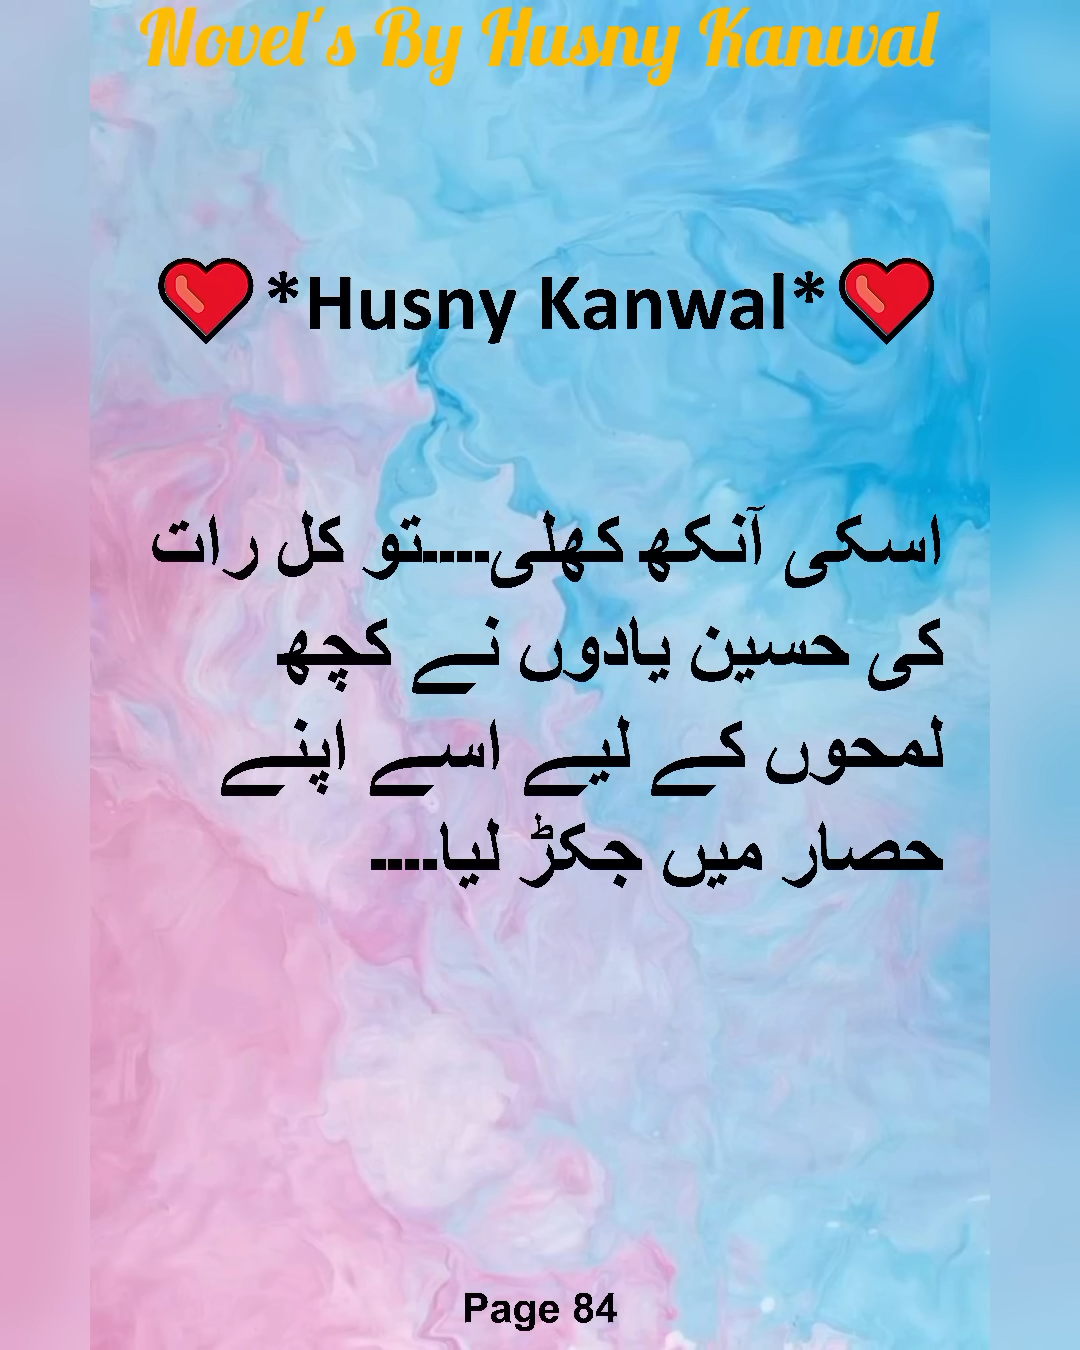 Novel's By Husny Kanwal
❤️*Husny Kanwal*❤️
اسکی آنکھ کھلی۔۔۔۔تو کل رات
کی حسین یادوں نے کچھ
لمحوں کے لیے اسے اپنے
حصار میں جکڑ لیا۔۔۔۔
Page 84